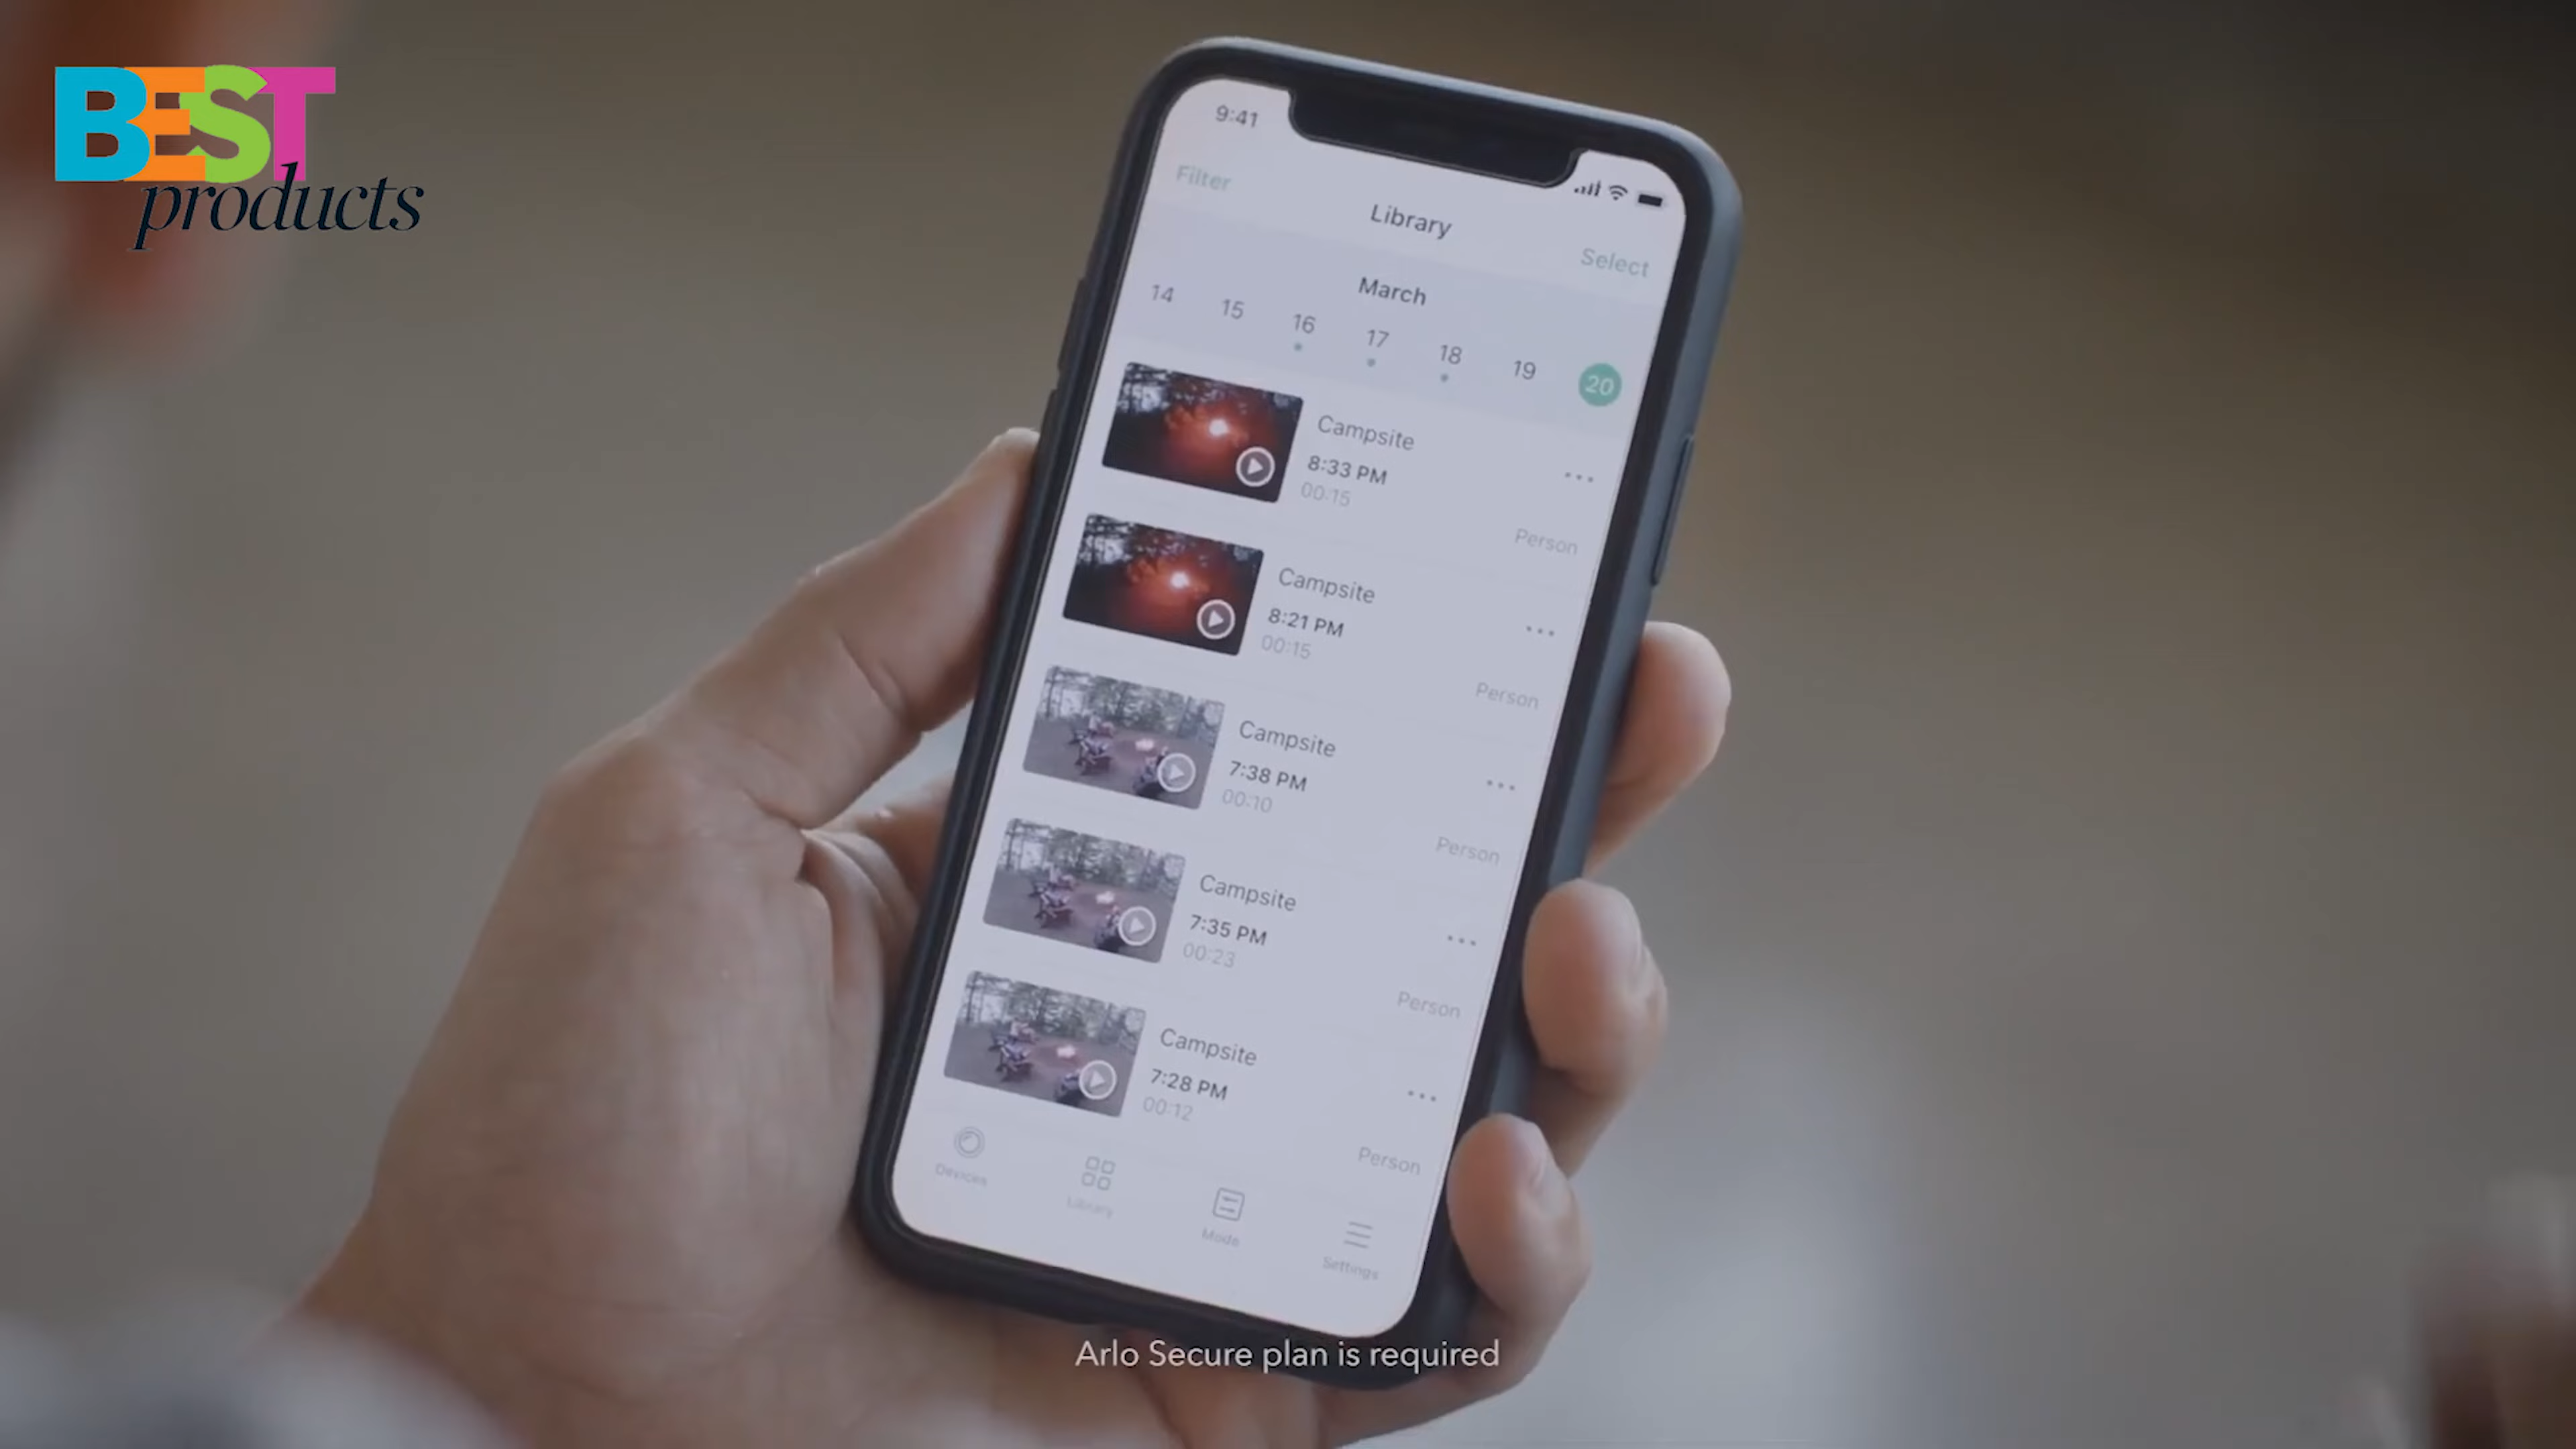 BEST
products
9:41
Filter
Library
Select
March
14 15 16 17 18 19 20
Campsite
8:33 PM
00:15
Person
Campsite
8:21 PM
00:15
Person
Campsite
7:38 PM
00:10
Person
Campsite
7:35 PM
00:23
Person
Campsite
7:28 PM
00:12
Person
Devices
Library
Mode
Settings
Arlo Secure plan is required